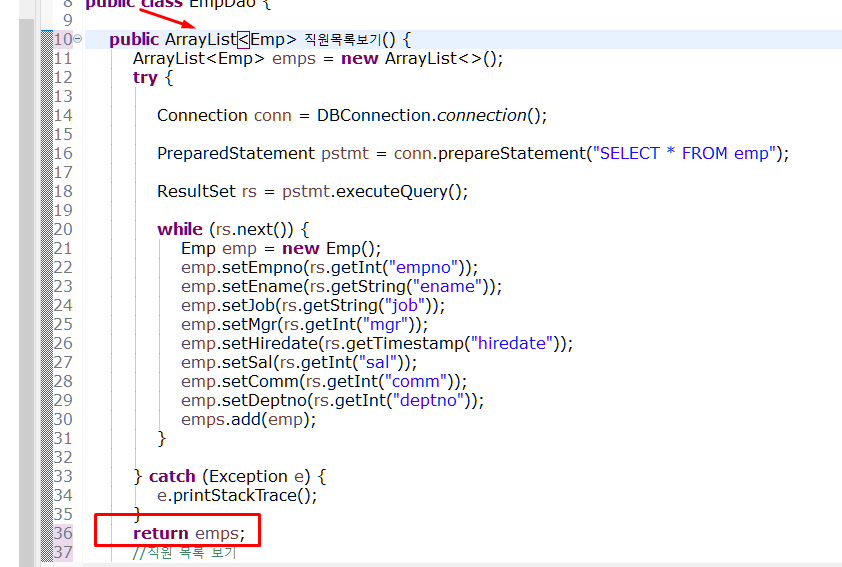 8 public class EmpDao {
9
10 public ArrayList<Emp> 직원목록보기() {
11 ArrayList<Emp> emps = new ArrayList<>();
12 try {
13
14 Connection conn = DBConnection.connection();
15
16 PreparedStatement pstmt = conn.prepareStatement("SELECT * FROM emp");
17
18 ResultSet rs = pstmt.executeQuery();
19
20 while (rs.next()) {
21 Emp emp = new Emp();
22 emp.setEmpno(rs.getInt("empno"));
23 emp.setEname(rs.getString("ename"));
24 emp.setJob(rs.getString("job"));
25 emp.setMgr(rs.getInt("mgr"));
26 emp.setHiredate(rs.getTimestamp("hiredate"));
27 emp.setSal(rs.getInt("sal"));
28 emp.setComm(rs.getInt("comm"));
29 emp.setDeptno(rs.getInt("deptno"));
30 emps.add(emp);
31 }
32
33 } catch (Exception e) {
34 e.printStackTrace();
35 }
36 return emps;
37 //직원 목록 보기